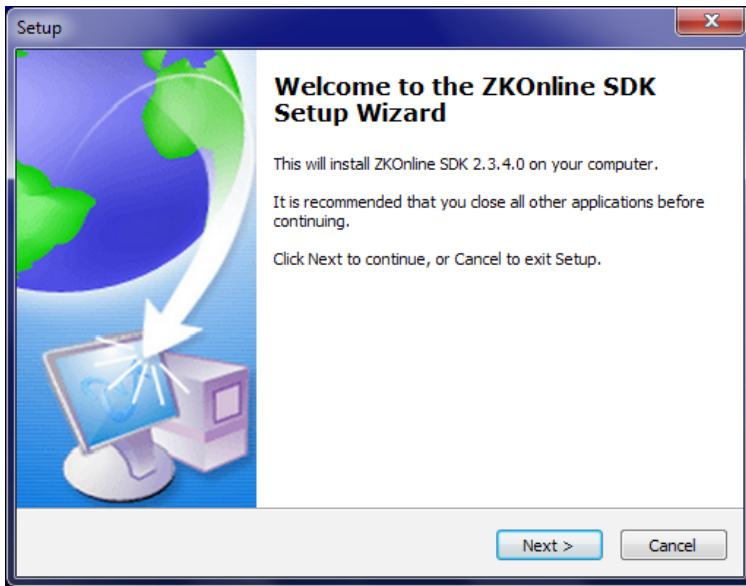 Setup
Welcome to the ZKOnline SDK
Setup Wizard
This will install ZKOnline SDK 2.3.4.0 on your computer.
It is recommended that you close all other applications before
continuing.
Click Next to continue, or Cancel to exit Setup.
Next >
Cancel